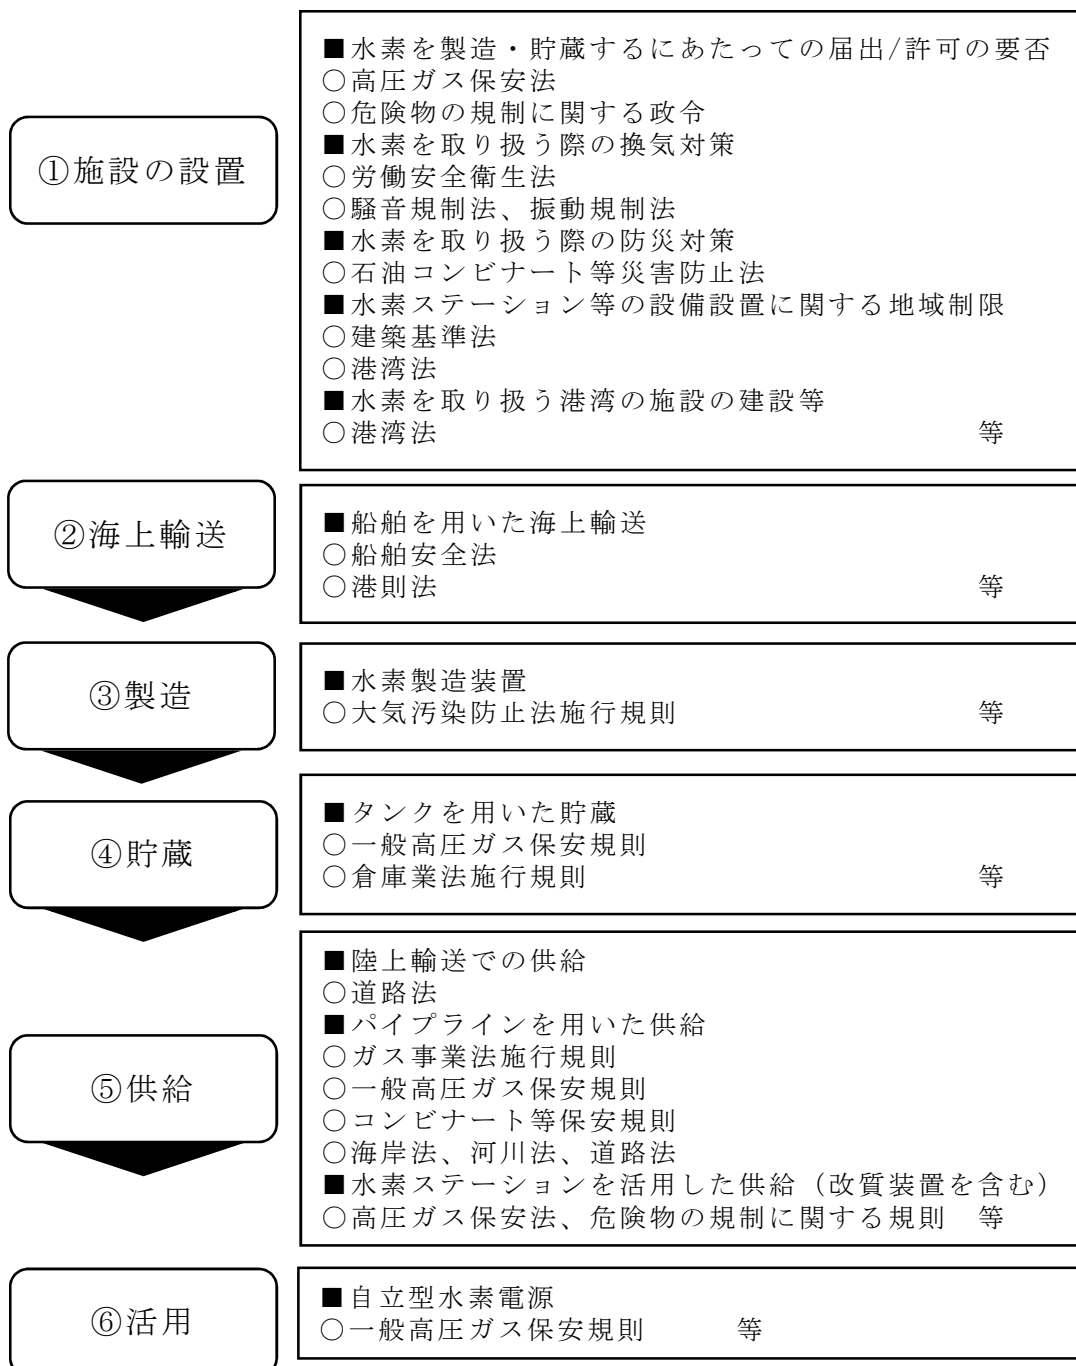 ①施設の設置
■水素を製造・貯蔵するにあたっての届出/許可の要否
○高圧ガス保安法
○危険物の規制に関する政令
■水素を取り扱う際の換気対策
○労働安全衛生法
○騒音規制法、振動規制法
■水素を取り扱う際の防災対策
○石油コンビナート等災害防止法
■水素ステーション等の設備設置に関する地域制限
○建築基準法
○港湾法
■水素を取り扱う港湾の施設の建設等
○港湾法 等
②海上輸送
■船舶を用いた海上輸送
○船舶安全法
○港則法 等
③製造
■水素製造装置
○大気汚染防止法施行規則 等
④貯蔵
■タンクを用いた貯蔵
○一般高圧ガス保安規則
○倉庫業法施行規則 等
⑤供給
■陸上輸送での供給
○道路法
■パイプラインを用いた供給
○ガス事業法施行規則
○一般高圧ガス保安規則
○コンビナート等保安規則
○海岸法、河川法、道路法
■水素ステーションを活用した供給（改質装置を含む）
○高圧ガス保安法、危険物の規制に関する規則 等
⑥活用
■自立型水素電源
○一般高圧ガス保安規則 等